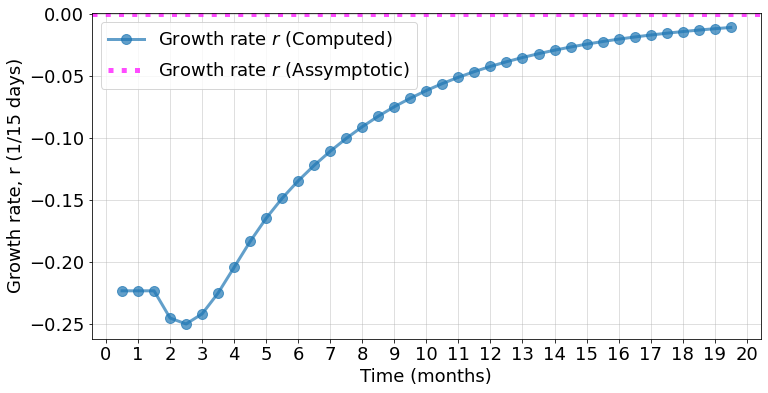 0.00
−0.05
−0.10
−0.15
−0.20
−0.25
Growth rate, r (1/15 days)
Growth rate r (Computed)
Growth rate r (Assymptotic)
0 1 2 3 4 5 6 7 8 9 10 11 12 13 14 15 16 17 18 19 20
Time (months)